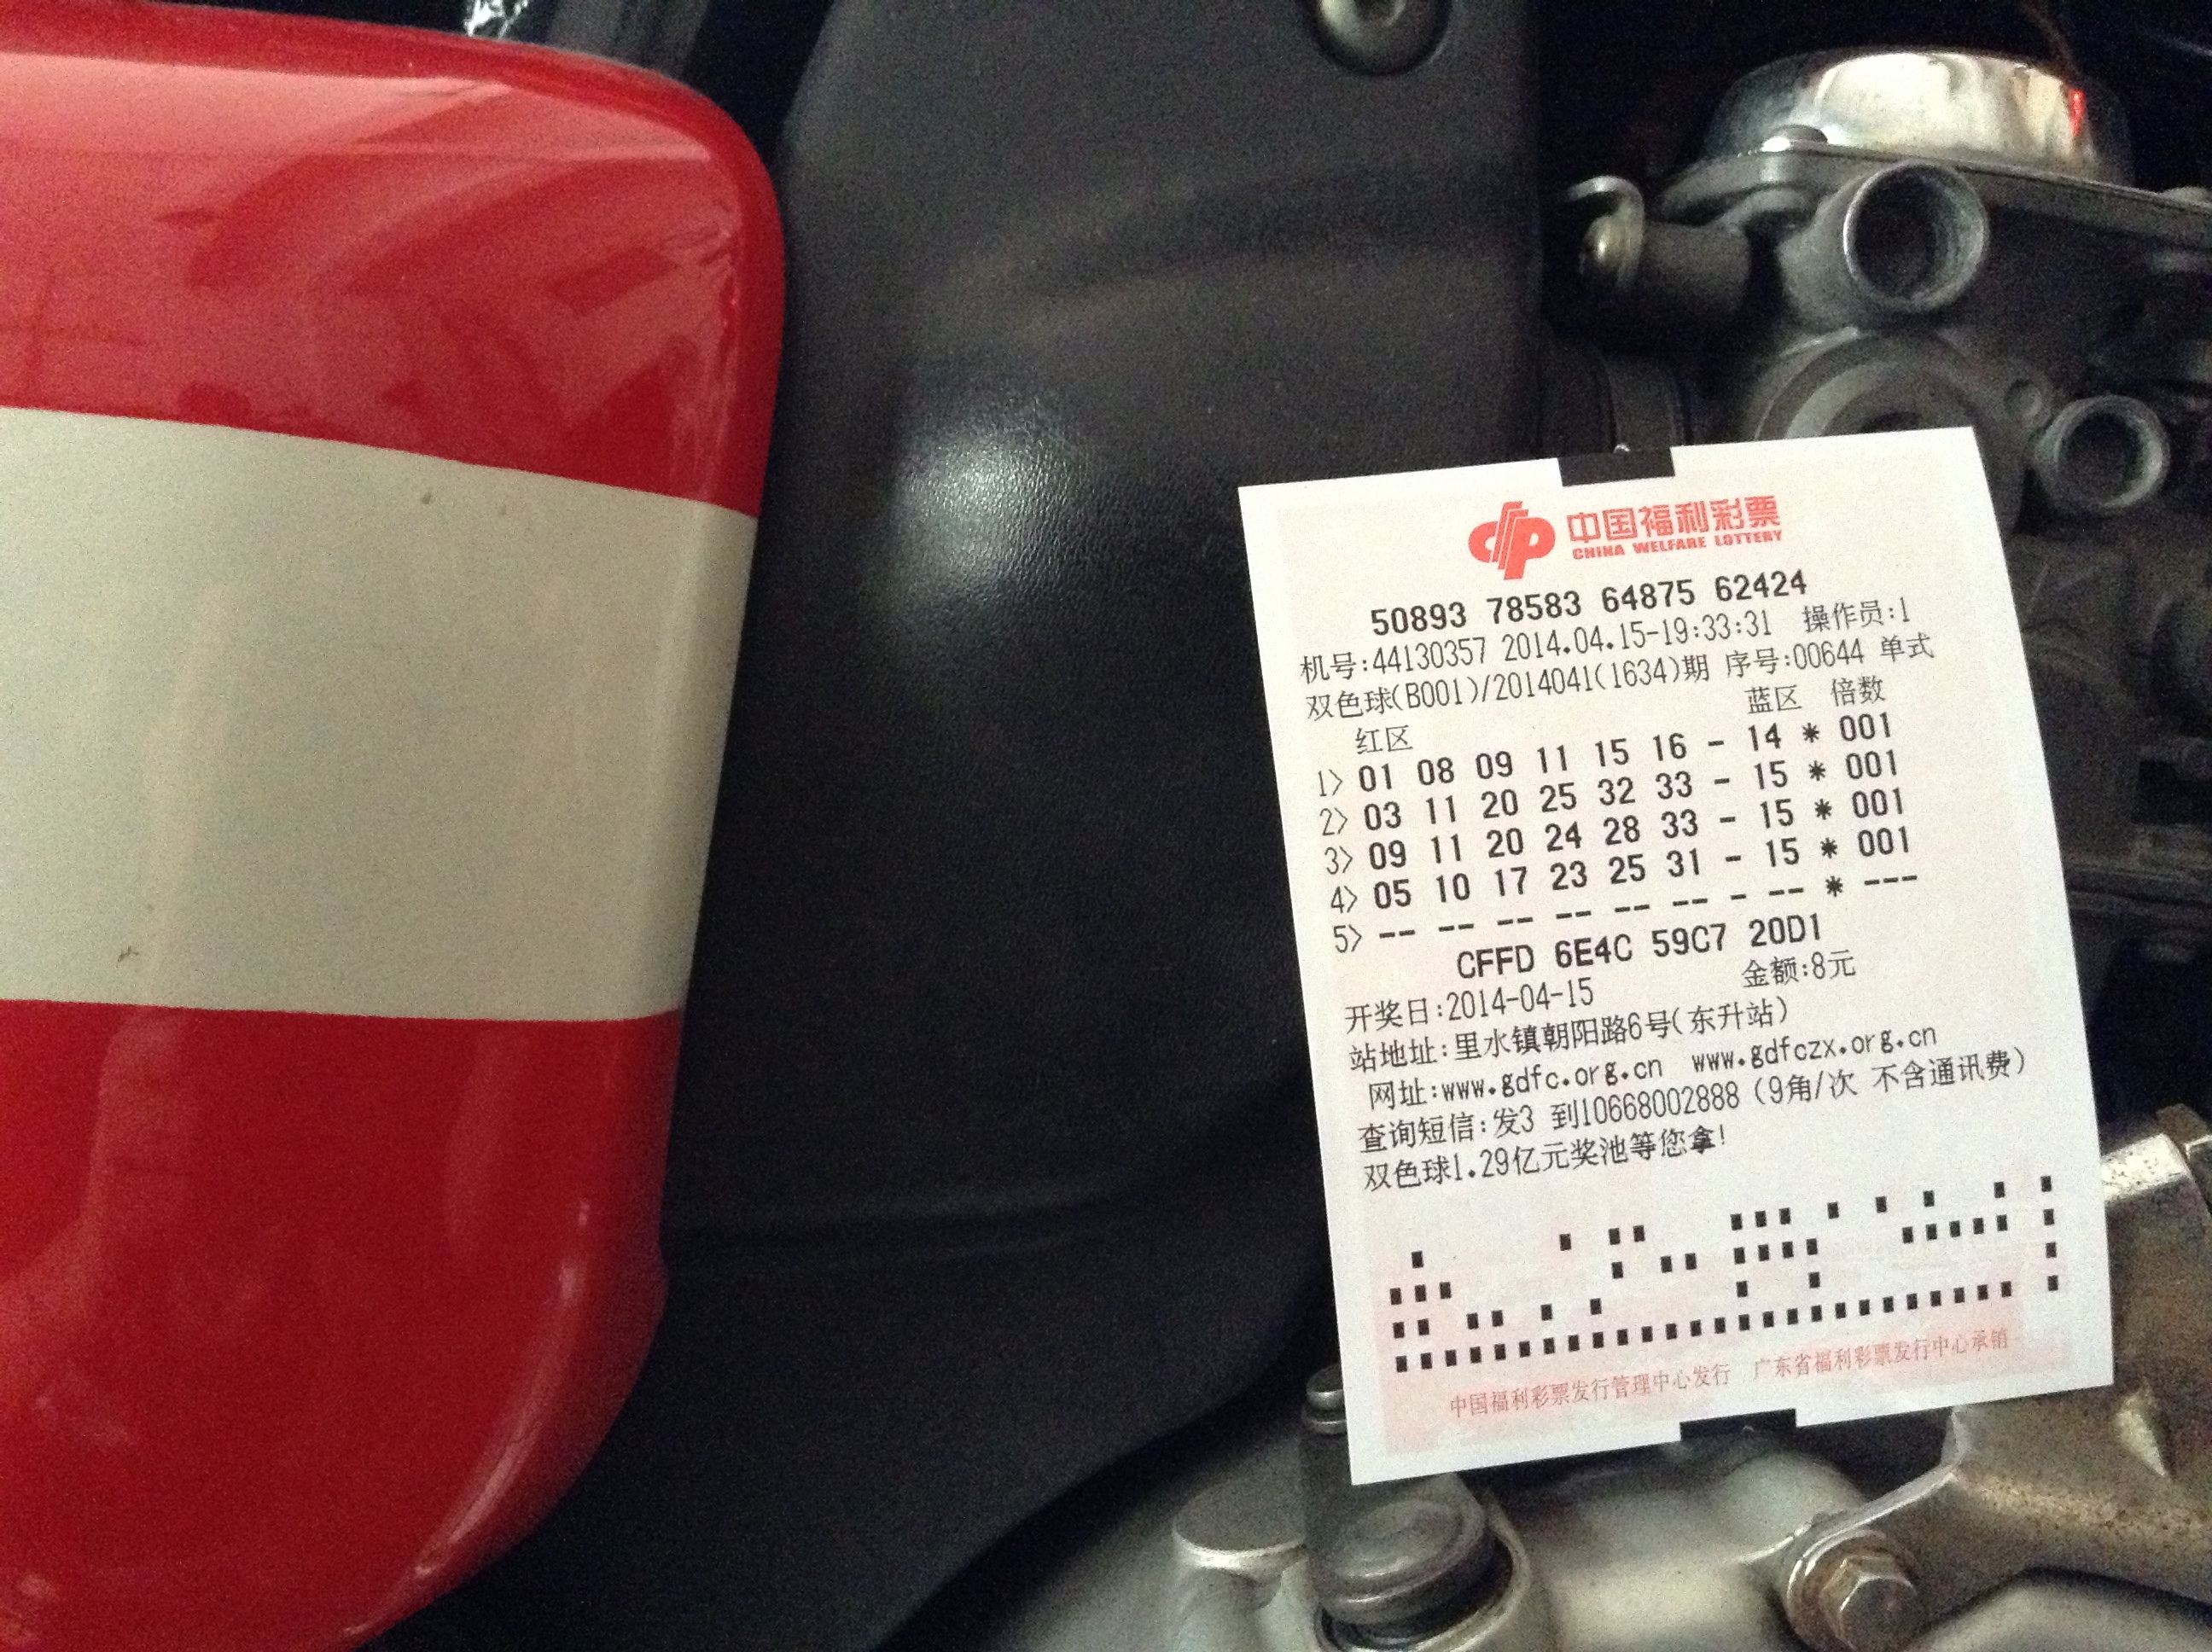 中国福利彩票
CHINA WELFARE LOTTERY
50893 78583 64875 62424
机号:44130357 2014.04.15-19:33:31 操作员:1
双色球(B001)/2014041(1634)期 序号:00644 单式
红区 蓝区 倍数
1> 01 08 09 11 15 16 - 14 * 001
2> 03 11 20 25 32 33 - 15 * 001
3> 09 11 20 24 28 33 - 15 * 001
4> 05 10 17 23 25 31 - 15 * 001
5> -- -- -- -- -- -- - -- * ---
CFFD 6E4C 59C7 20D1
开奖日:2014-04-15 金额:8元
站地址:里水镇朝阳路6号(东升站)
网址:www.gdfc.org.cn www.gdfczx.org.cn
查询短信:发3 到10668002888 (9角/次 不含通讯费)
双色球1.29亿元奖池等您拿!
中国福利彩票发行管理中心发行 广东省福利彩票发行中心承销